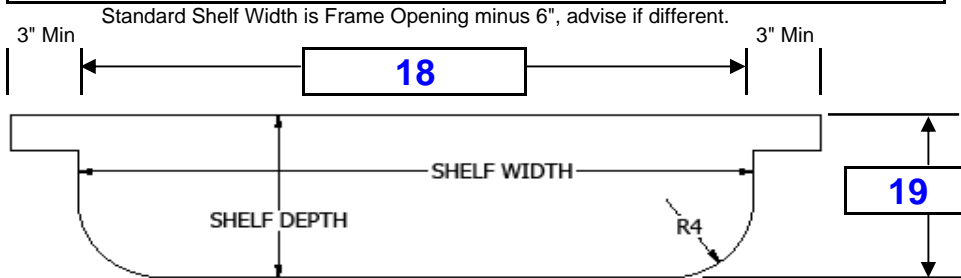 Standard Shelf Width is Frame Opening minus 6", advise if different.
3" Min 3" Min
18
SHELF WIDTH
19
SHELF DEPTH
R4